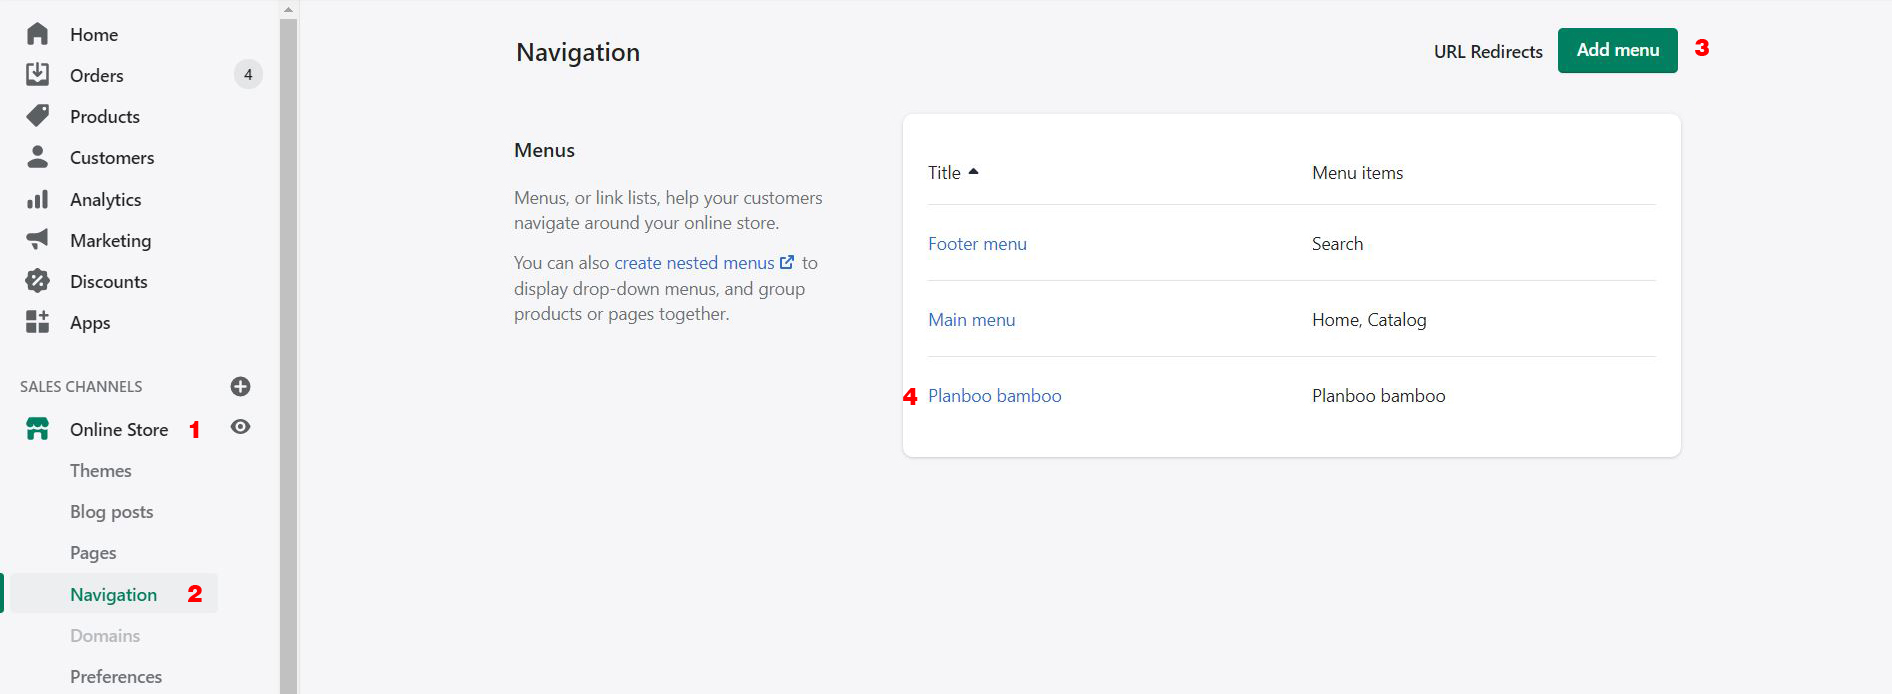 Home
Orders 4
Products
Customers
Analytics
Marketing
Discounts
Apps
SALES CHANNELS
Online Store 1
Themes
Blog posts
Pages
Navigation 2
Domains
Preferences
Navigation
URL Redirects Add menu 3
Menus
Menus, or link lists, help your customers
navigate around your online store.
You can also create nested menus to
display drop-down menus, and group
products or pages together.
Title Menu items
Footer menu Search
Main menu Home, Catalog
4 Planboo bamboo Planboo bamboo